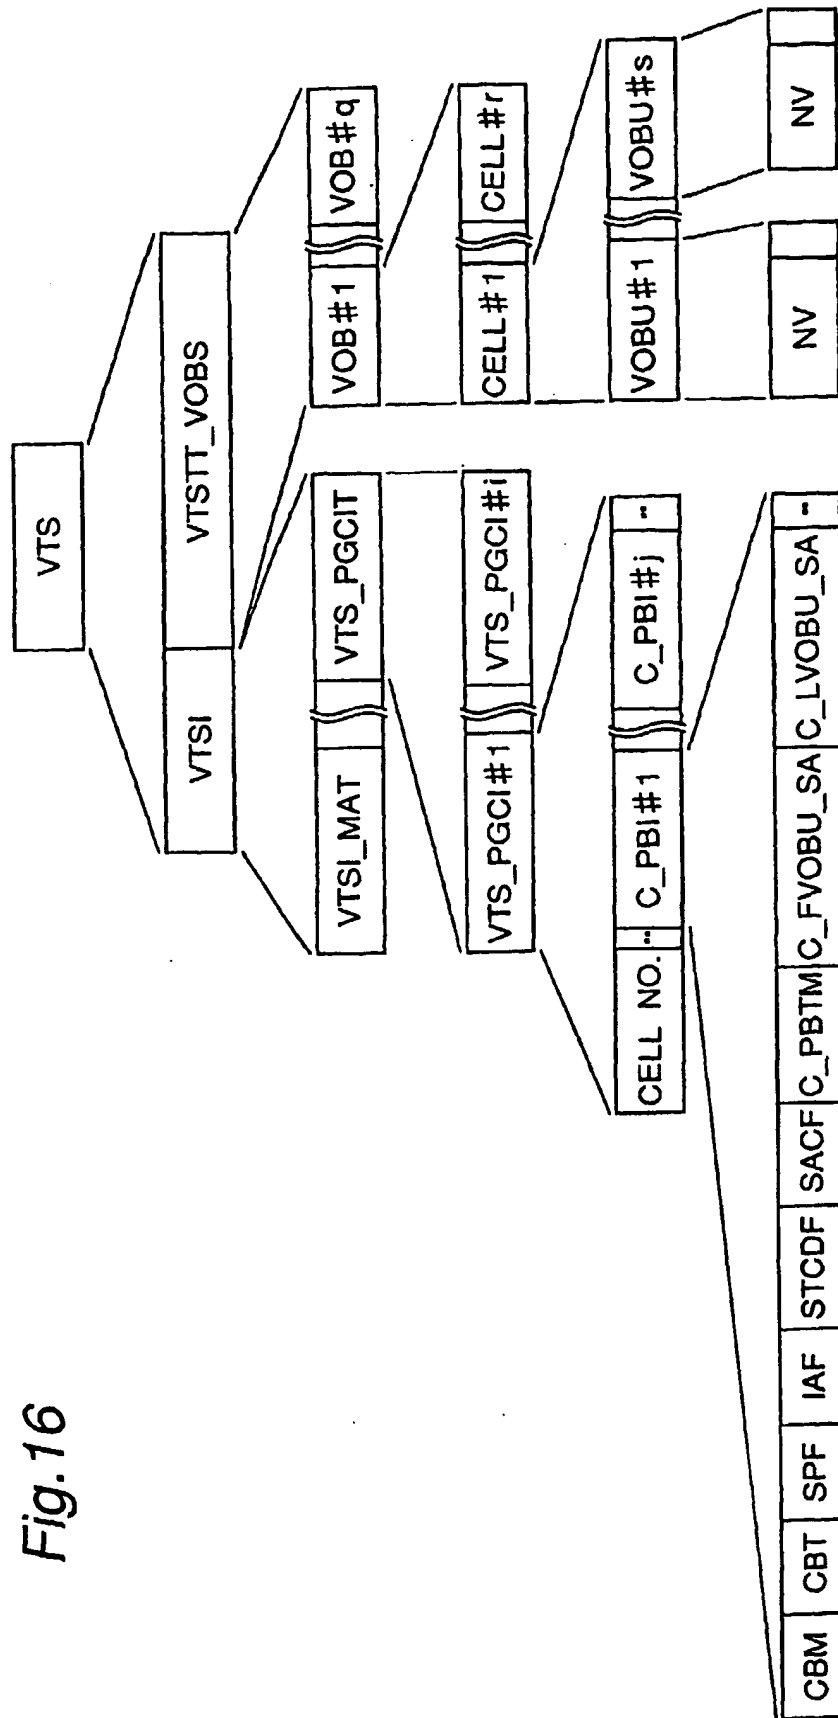 Fig.16
VTS
VTSI VTSTT_VOBS
VTSI_MAT VTS_PGCIT VOB#1 VOB#q
VTS_PGCI#1 VTS_PGCI#i CELL#1 CELL#r
CELL NO. -- C_PBI#1 C_PBI#j -- VOBU#1 VOBU#s
CBM CBT SPF IAF STCDF SACF C_PBTM C_FVOBU_SA C_LVOBU_SA -- NV NV